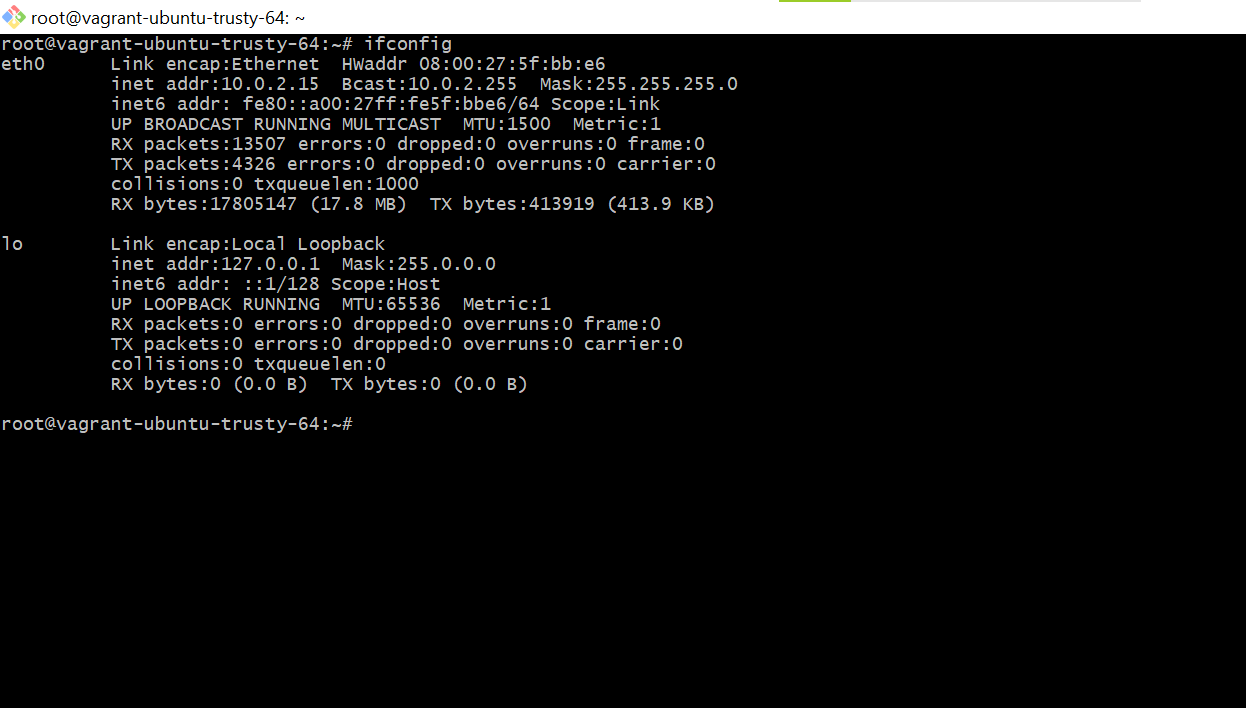 root@vagrant-ubuntu-trusty-64: ~
root@vagrant-ubuntu-trusty-64:~# ifconfig
eth0      Link encap:Ethernet  HWaddr 08:00:27:5f:bb:e6
          inet addr:10.0.2.15  Bcast:10.0.2.255  Mask:255.255.255.0
          inet6 addr: fe80::a00:27ff:fe5f:bbe6/64 Scope:Link
          UP BROADCAST RUNNING MULTICAST  MTU:1500  Metric:1
          RX packets:13507 errors:0 dropped:0 overruns:0 frame:0
          TX packets:4326 errors:0 dropped:0 overruns:0 carrier:0
          collisions:0 txqueuelen:1000
          RX bytes:17805147 (17.8 MB)  TX bytes:413919 (413.9 KB)

lo        Link encap:Local Loopback
          inet addr:127.0.0.1  Mask:255.0.0.0
          inet6 addr: ::1/128 Scope:Host
          UP LOOPBACK RUNNING  MTU:65536  Metric:1
          RX packets:0 errors:0 dropped:0 overruns:0 frame:0
          TX packets:0 errors:0 dropped:0 overruns:0 carrier:0
          collisions:0 txqueuelen:0
          RX bytes:0 (0.0 B)  TX bytes:0 (0.0 B)

root@vagrant-ubuntu-trusty-64:~#